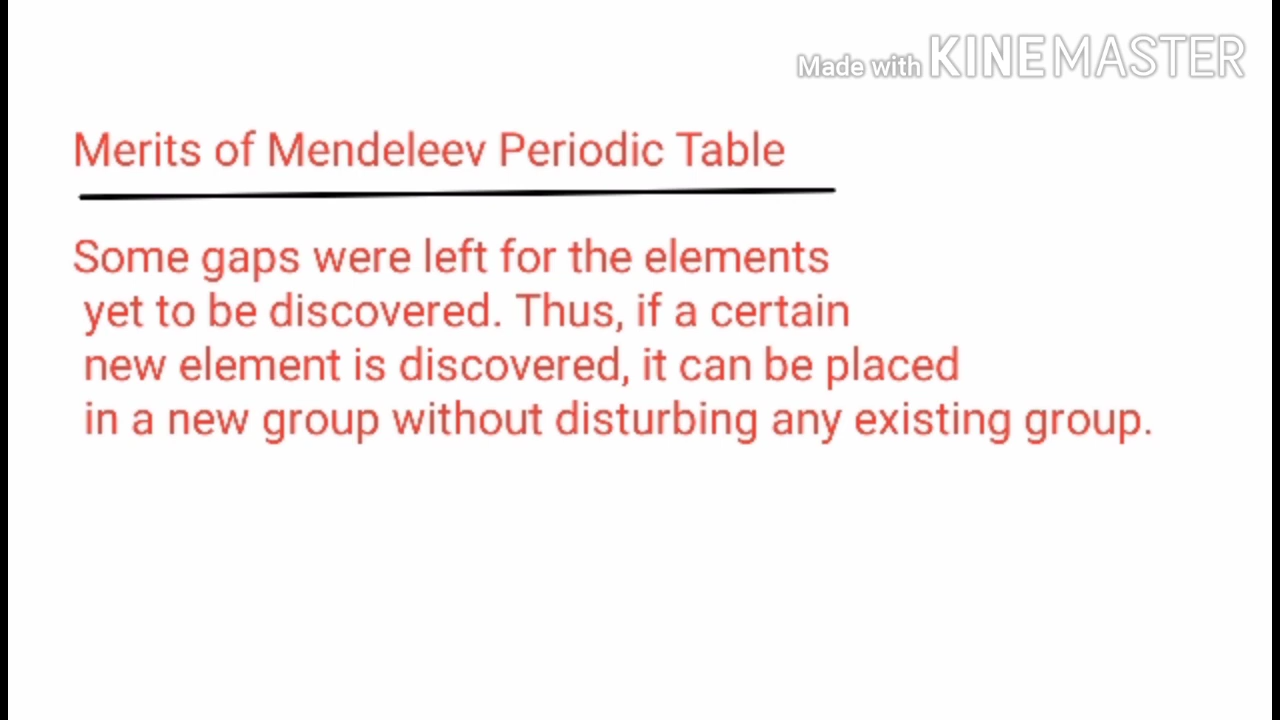 Made with KINEMASTER
Merits of Mendeleev Periodic Table
Some gaps were left for the elements
yet to be discovered. Thus, if a certain
new element is discovered, it can be placed
in a new group without disturbing any existing group.